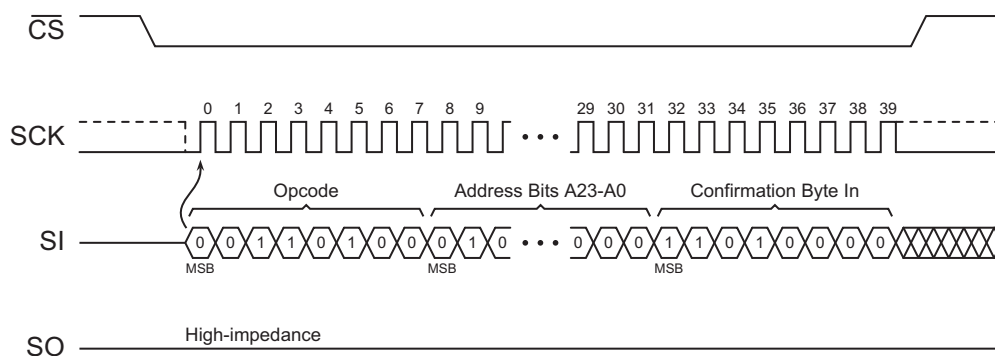 CS
0 1 2 3 4 5 6 7 8 9 29 30 31 32 33 34 35 36 37 38 39
SCK
Opcode Address Bits A23-A0 Confirmation Byte In
SI 0 0 1 1 0 1 0 0 0 1 0 0 0 0 1 1 0 1 0 0 0 0
MSB MSB MSB
High-impedance
SO